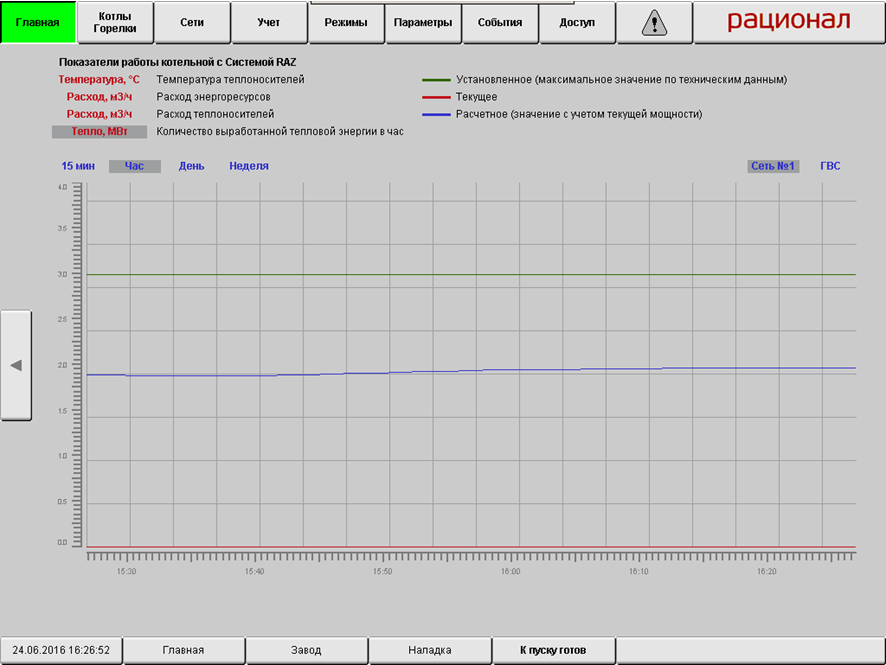 Главная
Котлы
Горелки
Сети
Учет
Режимы
Параметры
События
Доступ
рационал
Показатели работы котельной с Системой RAZ
Температура, °С Температура теплоносителей
Расход, м3/ч Расход энергоресурсов
Расход, м3/ч Расход теплоносителей
Тепло, МВт Количество выработанной тепловой энергии в час
Установленное (максимальное значение по техническим данным)
Текущее
Расчетное (значение с учетом текущей мощности)
15 мин Час День Неделя
Сеть №1 ГВС
4.0
3.5
3.0
2.5
2.0
1.5
1.0
0.5
0.0
15:30 15:40 15:50 16:00 16:10 16:20
24.06.2016 16:26:52 Главная Завод Наладка К пуску готов